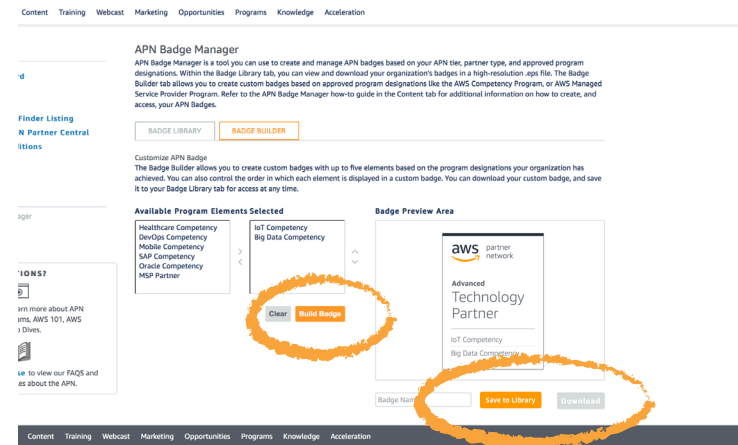 Content Training Webcast Marketing Opportunities Programs Knowledge Acceleration
APN Badge Manager
APN Badge Manager is a tool you can use to create and manage APN badges based on your APN tier, partner type, and approved program
designations. Within the Badge Library tab, you can view and download your organization's badges in a high-resolution .eps file. The Badge
Builder tab allows you to create custom badges based on approved program designations like the AWS Competency Program, or AWS Managed
Service Provider Program. Refer to the APN Badge Manager how-to guide in the Content tab for additional information on how to create, and
access, your APN Badges.
Finder Listing
N Partner Central
BADGE LIBRARY BADGE BUILDER
Customize APN Badge
The Badge Builder allows you to create custom badges with up to five elements based on the program designations your organization has
achieved. You can also control the order in which each element is displayed in a custom badge. You can download your custom badge, and save
it to your Badge Library tab for access at any time.
Available Program Elements Selected
Healthcare Competency
DevOps Competency
Mobile Competency
SAP Competency
Oracle Competency
MSP Partner
IoT Competency
Big Data Competency
Clear Build Badge
Badge Preview Area
aws partner
network
Advanced
Technology
Partner
IoT Competency
Big Data Competency
Save to Library Download
IONS?
more about APN
AWS 101, AWS
Dives.
to view our FAQS and
about the APN.
Content Training Webcast Marketing Opportunities Programs Knowledge Acceleration